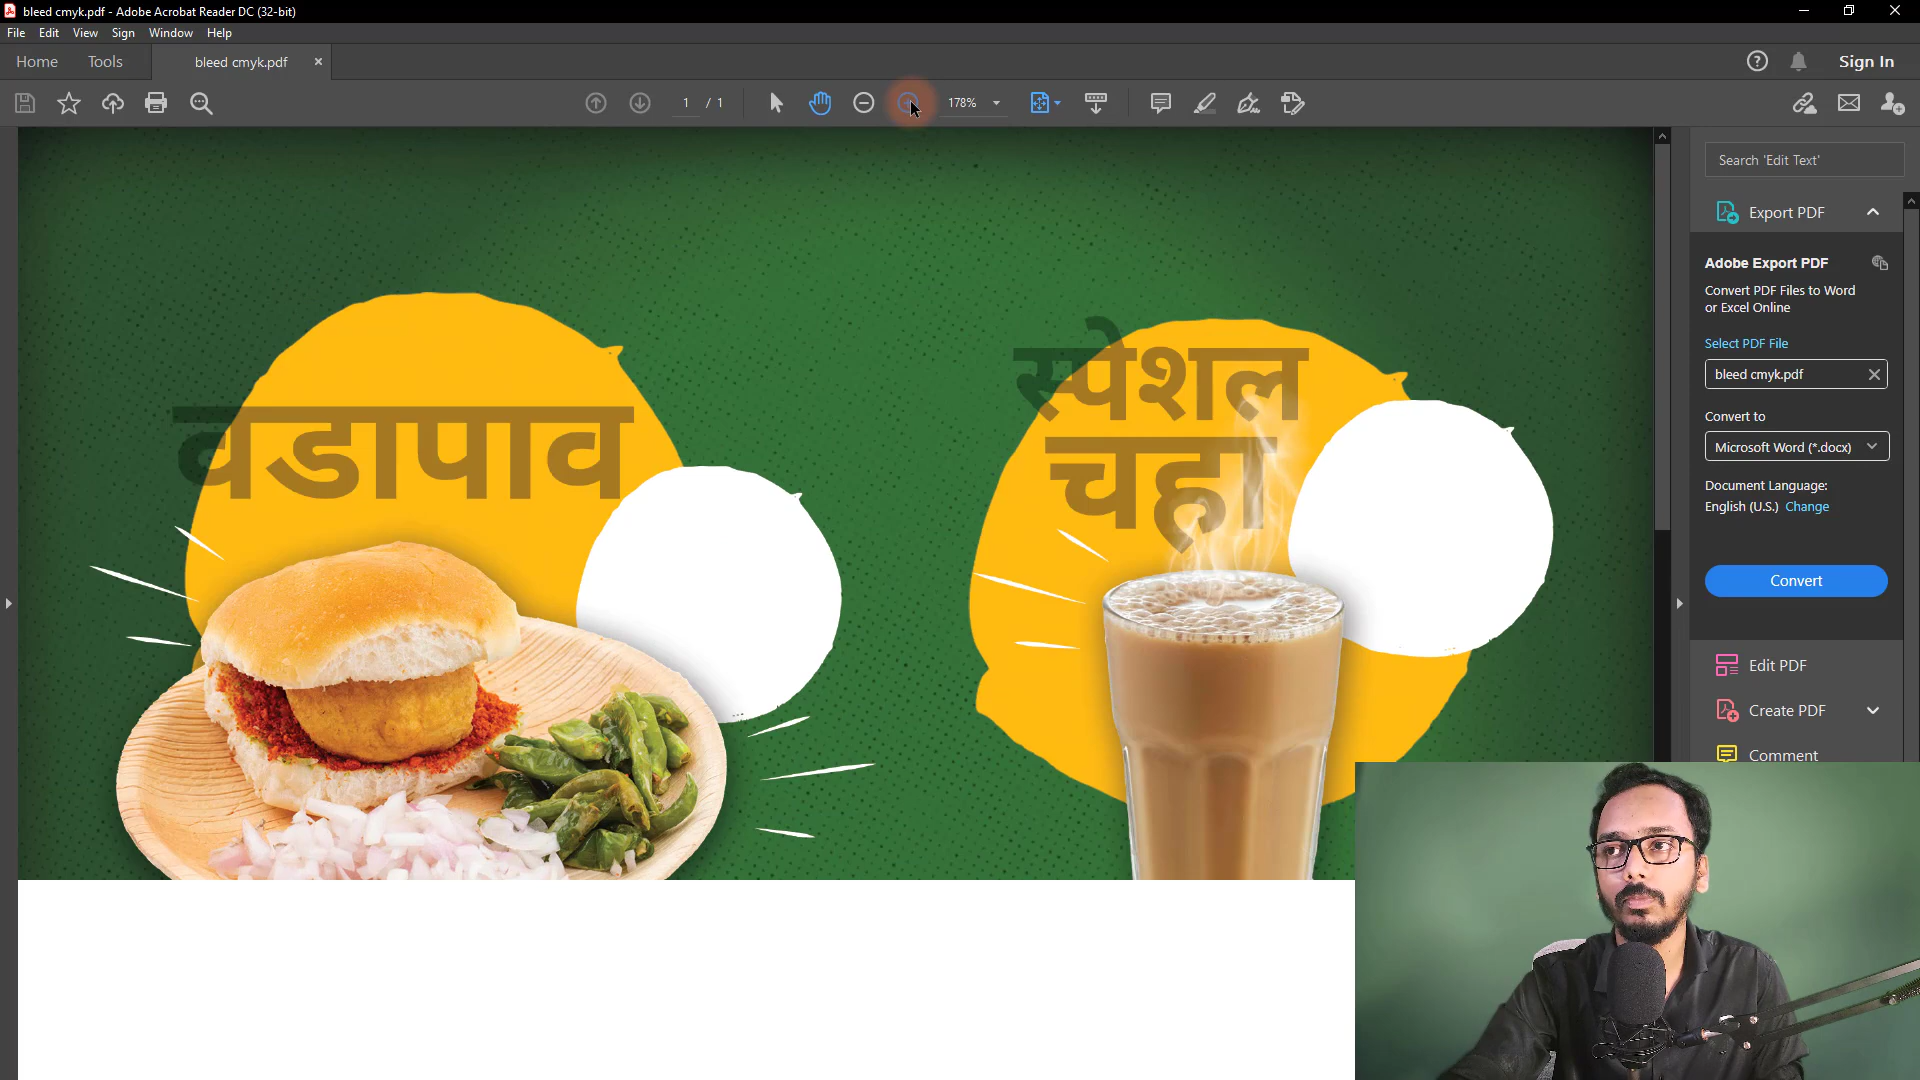 bleed cmyk.pdf - Adobe Acrobat Reader DC (32-bit)
File Edit View Sign Window Help
Home Tools bleed cmyk.pdf × Sign In
1 / 1 178%
Search 'Edit Text'
Export PDF
Adobe Export PDF
Convert PDF Files to Word
or Excel Online
Select PDF File
bleed cmyk.pdf
Convert to
Microsoft Word (*.docx)
Document Language:
English (U.S.) Change
Convert
Edit PDF
Create PDF
Comment
वडापाव
स्पेशल
चहा